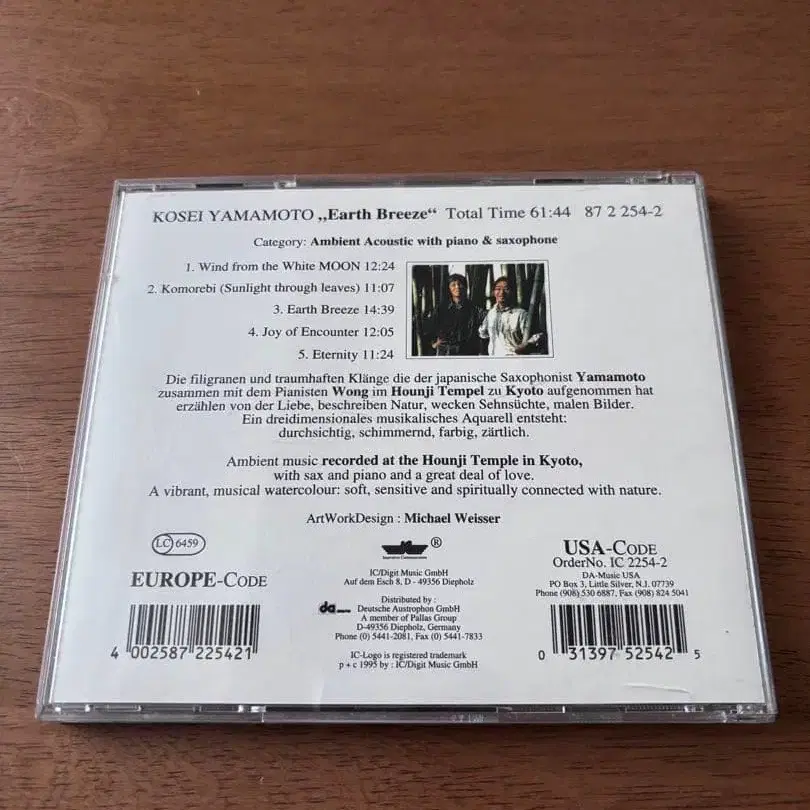 KOSEI YAMAMOTO „Earth Breeze“ Total Time 61:44 87 2 254-2
Category: Ambient Acoustic with piano & saxophone
1. Wind from the White MOON 12:24
2. Komorebi (Sunlight through leaves) 11:07
3. Earth Breeze 14:39
4. Joy of Encounter 12:05
5. Eternity 11:24
Die filigranen und traumhaften Klänge die der japanische Saxophonist Yamamoto
zusammen mit dem Pianisten Wong im Hounji Tempel zu Kyoto aufgenommen hat
erzählen von der Liebe, beschreiben Natur, wecken Sehnsüchte, malen Bilder.
Ein dreidimensionales musikalisches Aquarell entsteht:
durchsichtig, schimmernd, farbig, zärtlich.
Ambient music recorded at the Hounji Temple in Kyoto,
with sax and piano and a great deal of love.
A vibrant, musical watercolour: soft, sensitive and spiritually connected with nature.
ArtWorkDesign : Michael Weisser
LC 6459
EUROPE-CODE
4 002587 225421
®
Innovative Communication
IC/Digit Music GmbH
Auf dem Esch 8, D - 49356 Diepholz
Distributed by :
da
Deutsche Austrophon GmbH
A member of Pallas Group
D-49356 Diepholz, Germany
Phone (0) 5441-2081, Fax (0) 5441-7833
IC-Logo is registered trademark
p + c 1995 by : IC/Digit Music GmbH
USA-CODE
OrderNo. IC 2254-2
DA-Music USA
PO Box 3, Little Silver, N.J. 07739
Phone (908) 530 6887, Fax (908) 824 5041
0 31397 52542 5